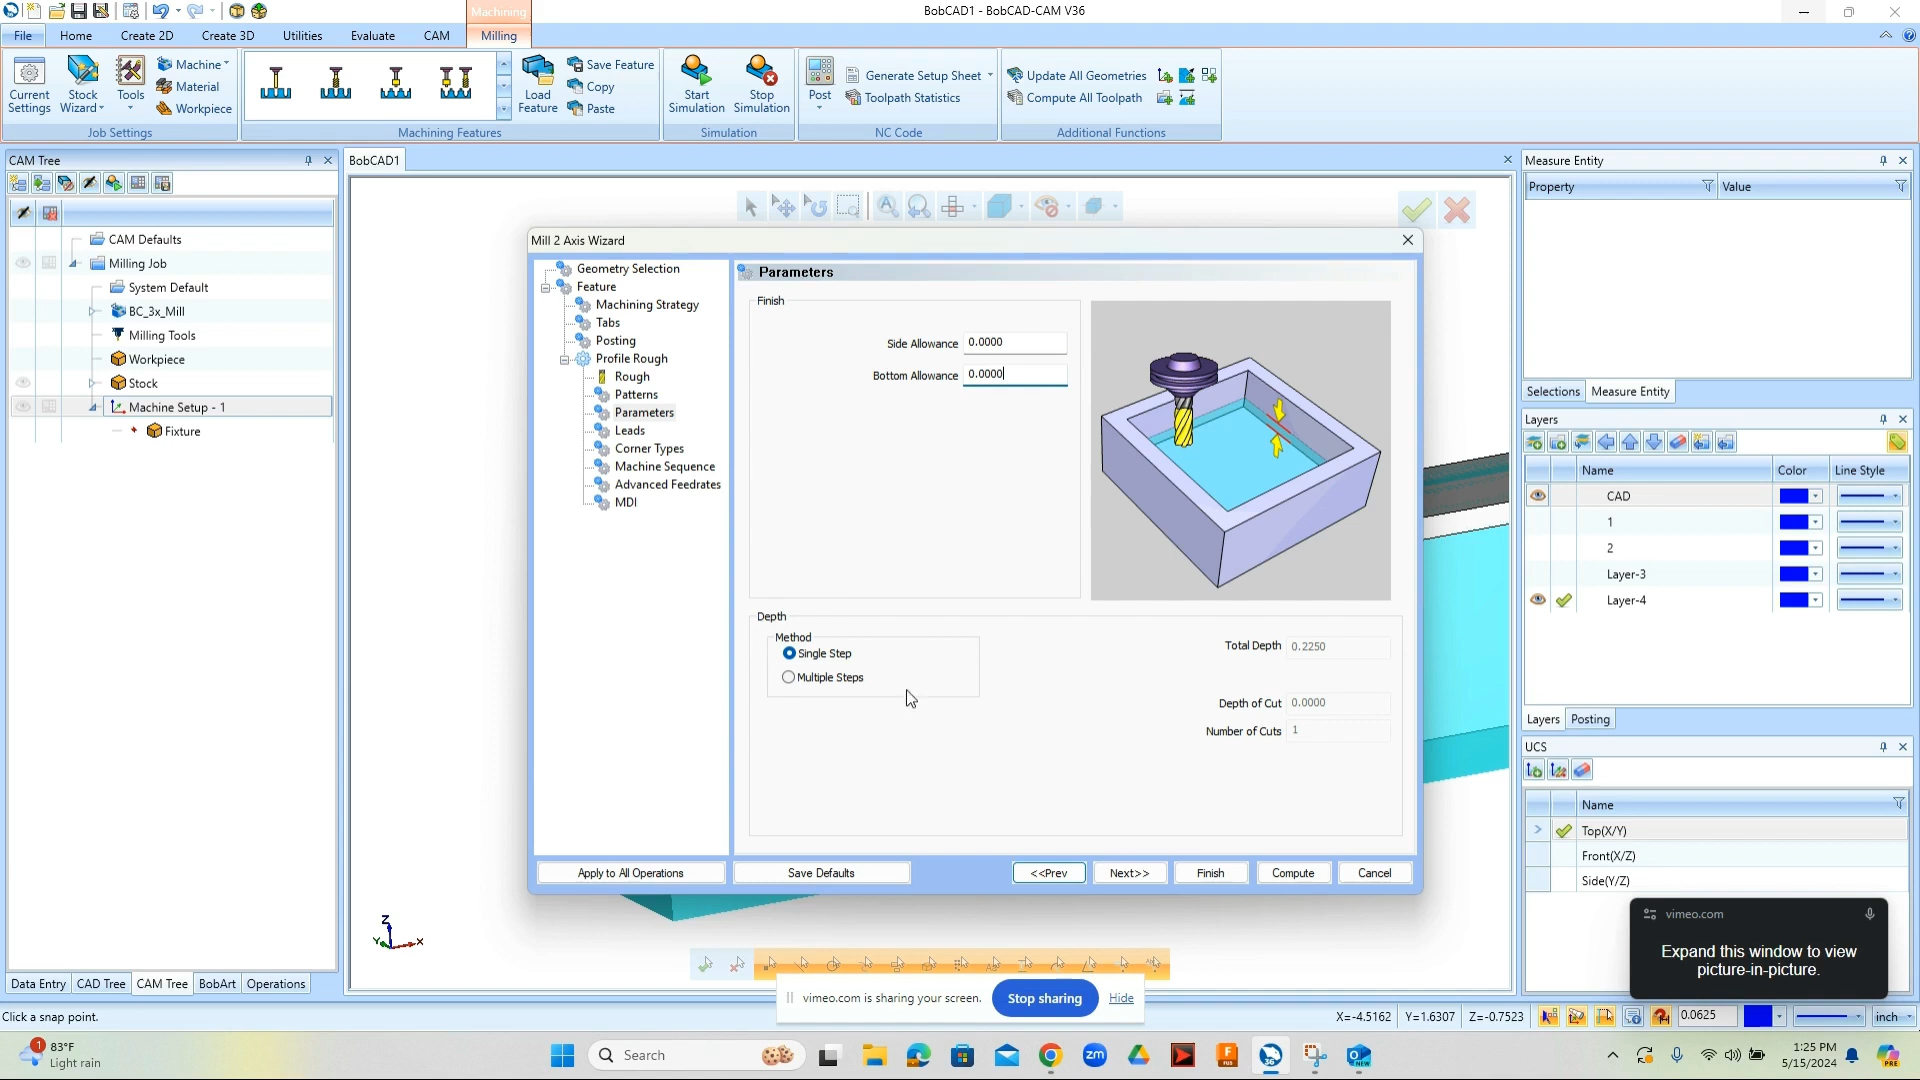 Machining
BobCAD1 - BobCAD-CAM V36
File Home Create 2D Create 3D Utilities Evaluate CAM Milling
Current Settings
Stock Wizard
Tools
Machine
Material
Workpiece
Load Feature
Save Feature
Copy
Paste
Start Simulation
Stop Simulation
Post
Generate Setup Sheet
Toolpath Statistics
Update All Geometries
Compute All Toolpath
Job Settings Machining Features Simulation NC Code Additional Functions
CAM Tree
CAM Defaults
Milling Job
System Default
BC_3x_Mill
Milling Tools
Workpiece
Stock
Machine Setup - 1
Fixture
Data Entry CAD Tree CAM Tree BobArt Operations
BobCAD1
Mill 2 Axis Wizard
Geometry Selection
Feature
Machining Strategy
Tabs
Posting
Profile Rough
Rough
Patterns
Parameters
Leads
Corner Types
Machine Sequence
Advanced Feedrates
MDI
Parameters
Finish
Side Allowance 0.0000
Bottom Allowance 0.0000
Depth
Method
Single Step
Multiple Steps
Total Depth 0.2250
Depth of Cut 0.0000
Number of Cuts 1
Apply to All Operations Save Defaults <<Prev Next>> Finish Compute Cancel
Z
Y X
vimeo.com is sharing your screen. Stop sharing Hide
Measure Entity
Property Value
Selections Measure Entity
Layers
Name Color Line Style
CAD
1
2
Layer-3
Layer-4
Layers Posting
UCS
Name
Top(X/Y)
Front(X/Z)
Side(Y/Z)
vimeo.com
Expand this window to view
picture-in-picture.
Click a snap point.
X=-4.5162 Y=1.6307 Z=-0.7523 0.0625 inch
1
83°F
Light rain
Search
zm
1:25 PM
5/15/2024